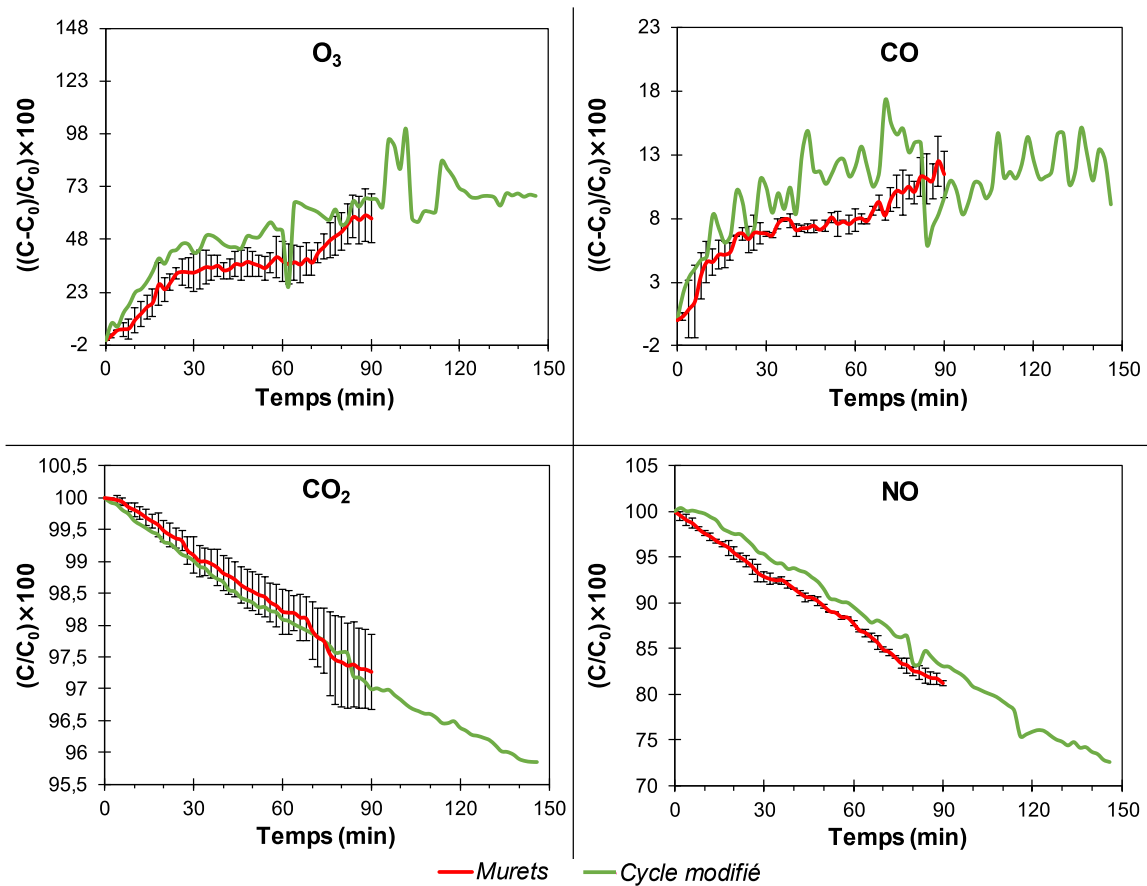 O3
((C-C0)/C0)×100
148
123
98
73
48
23
-2
0 30 60 90 120 150
Temps (min)
CO
((C-C0)/C0)×100
23
18
13
8
3
-2
0 30 60 90 120 150
Temps (min)
CO2
(C/C0)×100
100,5
100
99,5
99
98,5
98
97,5
97
96,5
96
95,5
0 30 60 90 120 150
Temps (min)
NO
(C/C0)×100
105
100
95
90
85
80
75
70
0 30 60 90 120 150
Temps (min)
Murets Cycle modifié